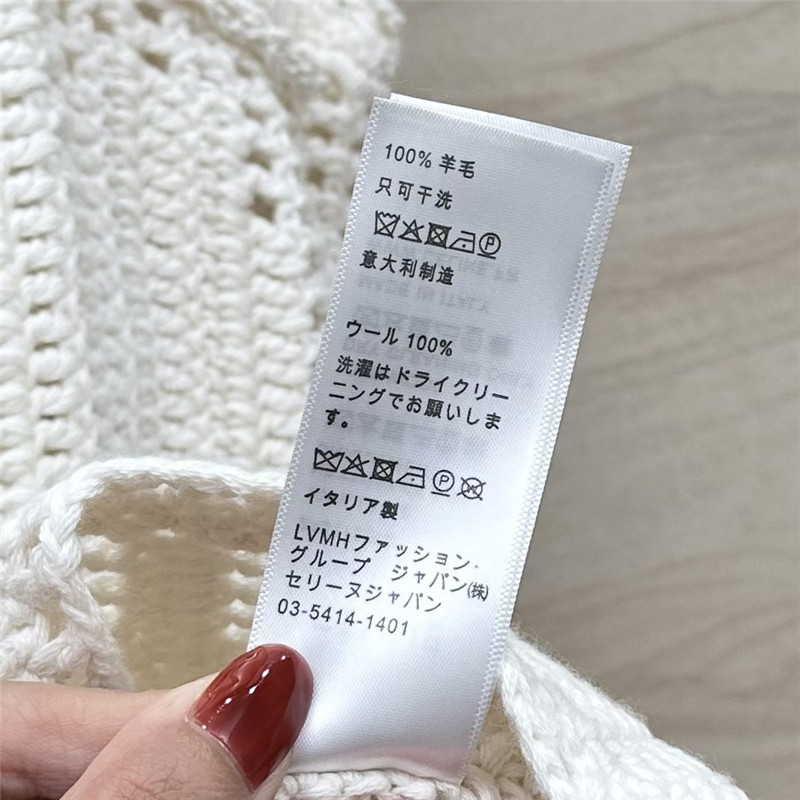 100% 羊毛
只可干洗
P
意大利制造
ウール 100%
洗濯はドライクリー
ニングでお願いしま
す。
P
イタリア製
LVMHファッション・
グループ ジャパン(株)
セリーヌジャパン
03-5414-1401